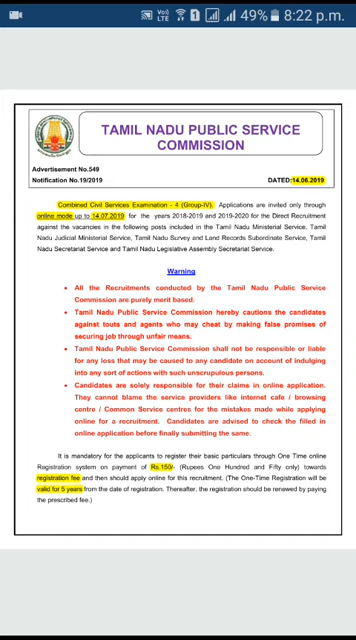 Vo))
LTE
1
49%
8:22 p.m.
TAMIL NADU PUBLIC SERVICE
COMMISSION
Advertisement No.549
Notification No.19/2019
DATED:14.06.2019
Combined Civil Services Examination - 4 (Group-IV). Applications are invited only through
online mode up to 14.07.2019 for the years 2018-2019 and 2019-2020 for the Direct Recruitment
against the vacancies in the following posts included in the Tamil Nadu Ministerial Service. Tamil
Nadu Judicial Ministerial Service, Tamil Nadu Survey and Land Records Subordinate Service, Tamil
Nadu Secretariat Service and Tamil Nadu Legislative Assembly Secretariat Service.
Warning
• All the Recruitments conducted by the Tamil Nadu Public Service
Commission are purely merit based.
• Tamil Nadu Public Service Commission hereby cautions the candidates
against touts and agents who may cheat by making false promises of
securing job through unfair means.
• Tamil Nadu Public Service Commission shall not be responsible or liable
for any loss that may be caused to any candidate on account of indulging
into any sort of actions with such unscrupulous persons.
• Candidates are solely responsible for their claims in online application.
They cannot blame the service providers like internet cafe / browsing
centre / Common Service centres for the mistakes made while applying
online for a recruitment. Candidates are advised to check the filled in
online application before finally submitting the same.
It is mandatory for the applicants to register their basic particulars through One Time online
Registration system on payment of Rs.150/- (Rupees One Hundred and Fifty only) towards
registration fee and then should apply online for this recruitment. (The One-Time Registration will be
valid for 5 years from the date of registration. Thereafter, the registration should be renewed by paying
the prescribed fee.)